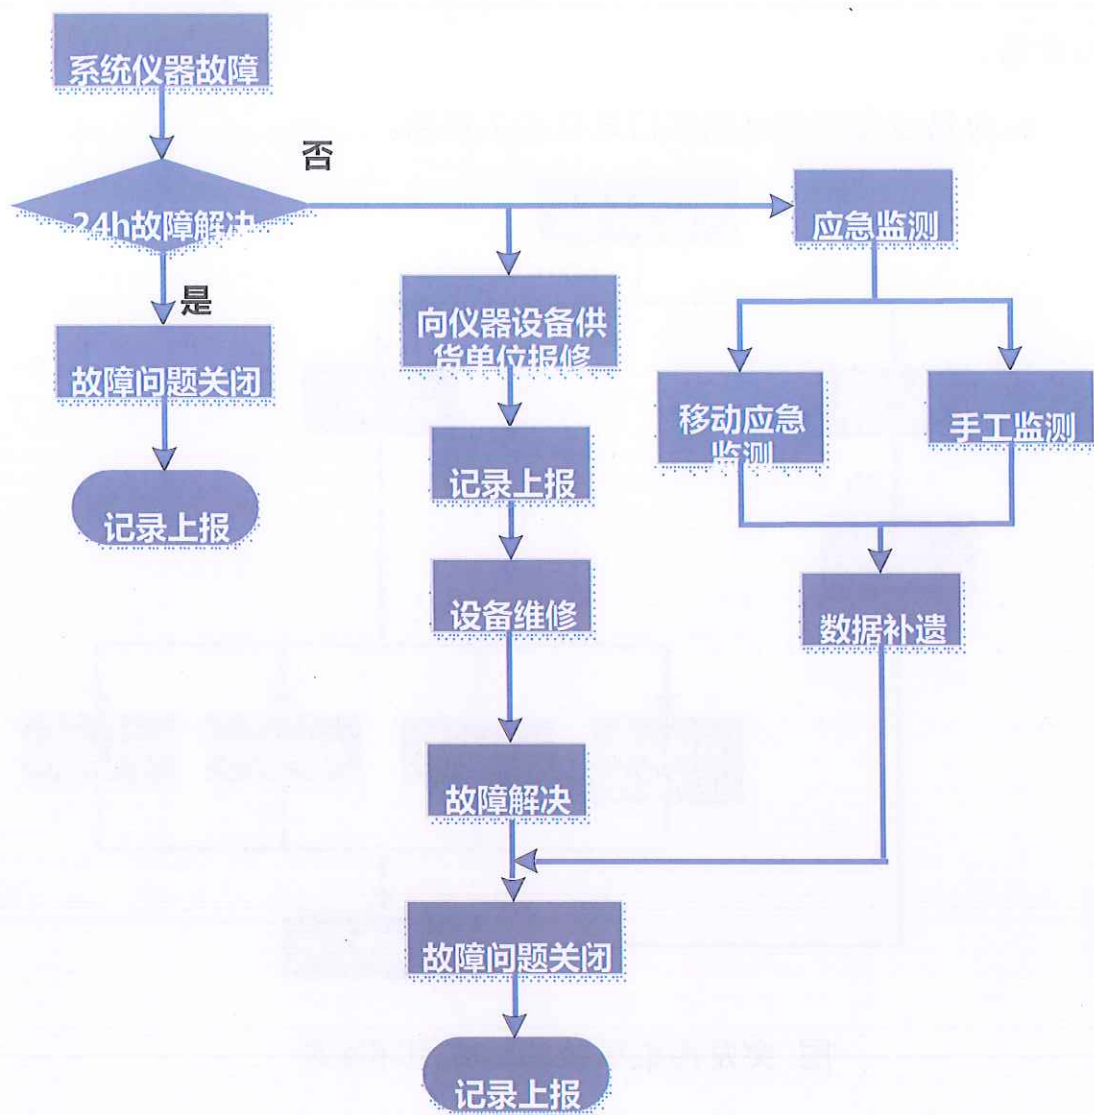 系统仪器故障
否
24h故障解决
应急监测
是
向仪器设备供
货单位报修
故障问题关闭
移动应急
监测
手工监测
记录上报
记录上报
设备维修
数据补遗
故障解决
故障问题关闭
记录上报